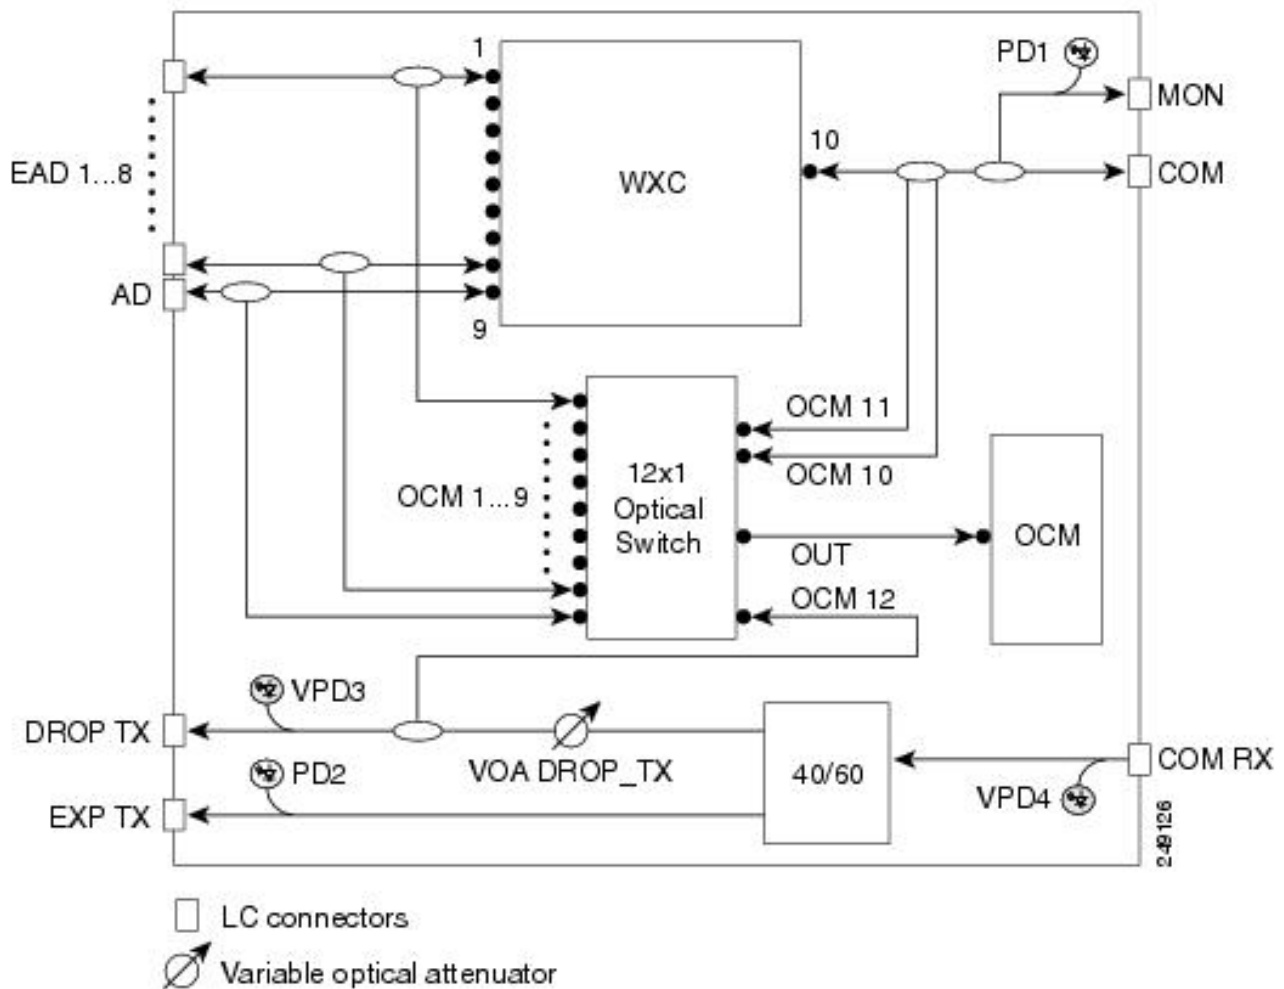 1
PD1
MON
10
EAD 1...8
WXC
COM
AD
9
OCM 11
12x1
Optical
Switch
OCM 1...9
OCM 10
OUT
OCM
OCM 12
VPD3
DROP TX
VOA DROP_TX
40/60
COM RX
PD2
VPD4
EXP TX
249126
LC connectors
Variable optical attenuator